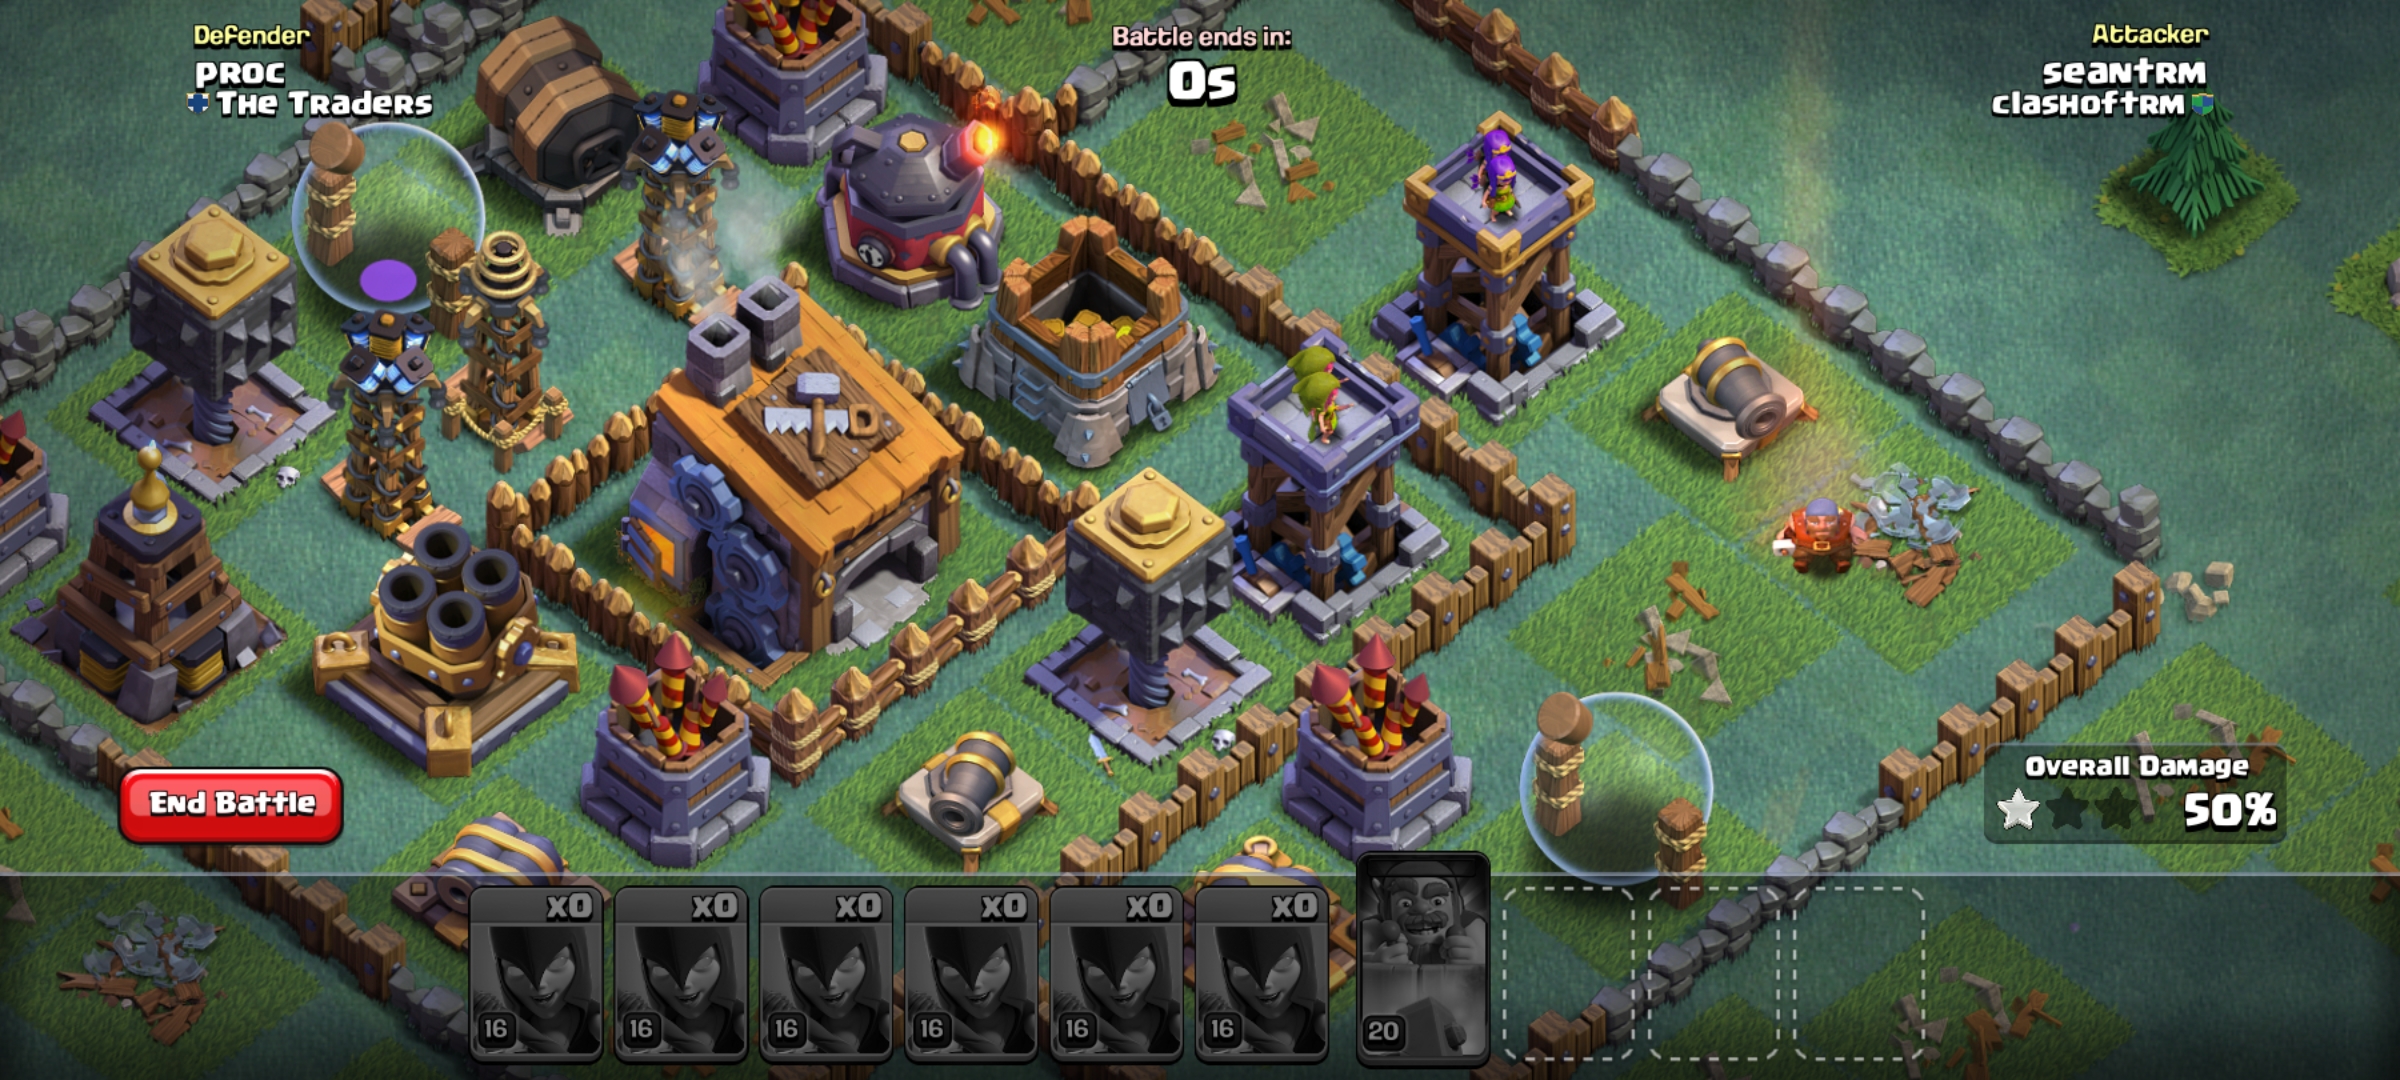 Defender
PROC
The Traders
Battle ends in:
0s
Attacker
seantrm
clashoftrm
End Battle
Overall Damage
50%
x0
x0
x0
x0
x0
x0
16
16
16
16
16
16
20